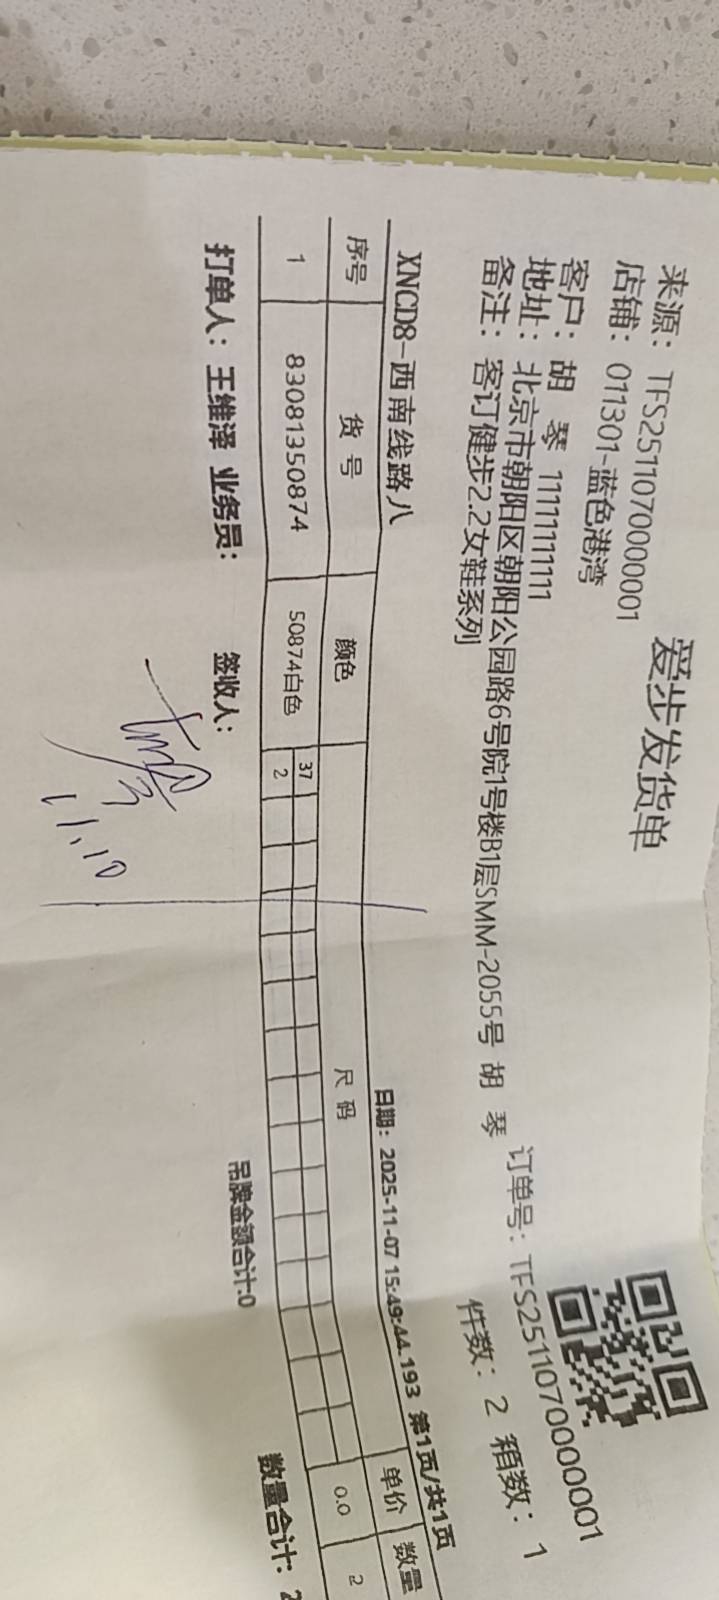 爱步发货单
来源：TFS2511070000001
店铺：011301-蓝色港湾
订单号：TFS2511070000001
客户：胡 琴 11111111111
件数：2 箱数：1
地址：北京市朝阳区朝阳公园路6号院1号楼B1层SMM-2055号 胡 琴
备注：客订健步2.2女鞋系列
XNCD8-西南线路八 日期：2025-11-07 15:49:44.193 第1页/共1页
序号 货号 颜色 尺码 单价 数量
1 83081350874 50874白色 37 0.0 2
2
打单人：王维泽 业务员： 签收人： 吊牌金额合计:0 数量合计：2
11.10